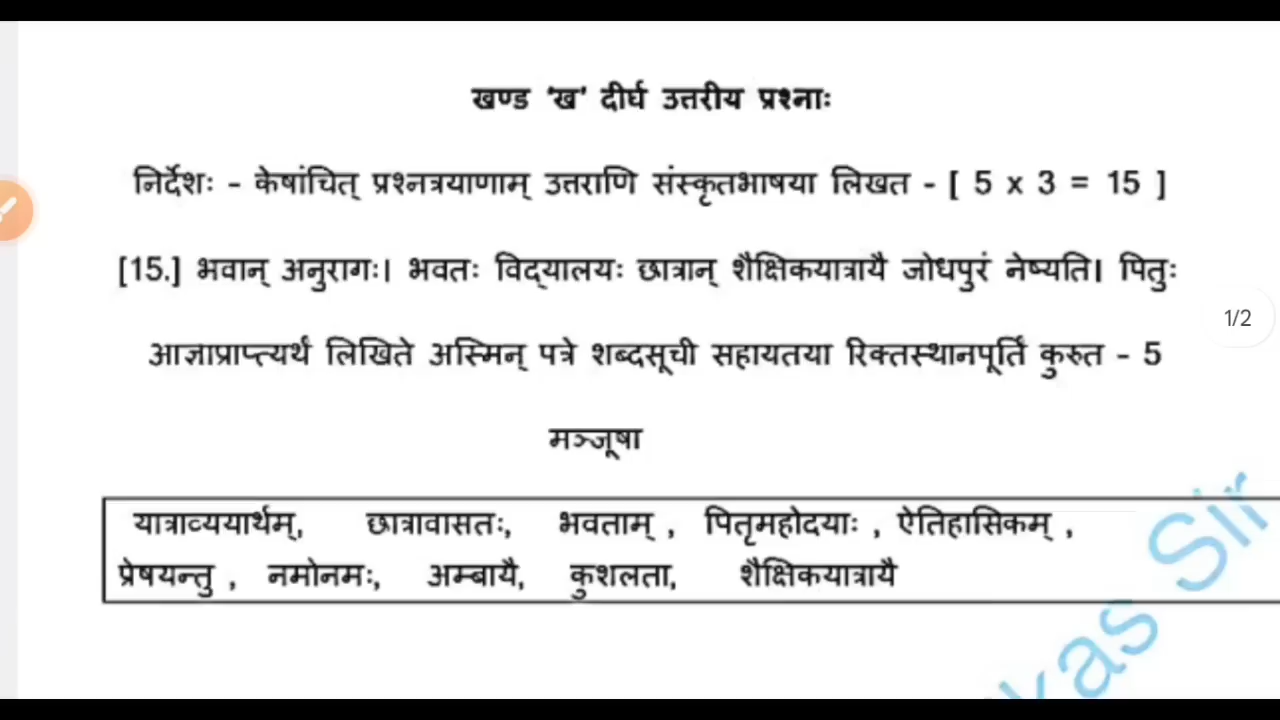 खण्ड 'ख' दीर्घ उत्तरीय प्रश्नाः
निर्देशः - केषांचित् प्रश्नत्रयाणाम् उत्तराणि संस्कृतभाषया लिखत - [ 5 x 3 = 15 ]
[15.] भवान् अनुरागः। भवतः विद्यालयः छात्रान् शैक्षिकयात्रायै जोधपुरं नेष्यति। पितुः
1/2
आज्ञाप्राप्त्यर्थं लिखिते अस्मिन् पत्रे शब्दसूची सहायतया रिक्तस्थानपूर्तिं कुरुत - 5
मञ्जूषा
यात्राव्ययार्थम्, छात्रावासतः, भवताम् , पितृमहोदयाः , ऐतिहासिकम् ,
प्रेषयन्तु , नमोनमः, अम्बायै, कुशलता, शैक्षिकयात्रायै
kas Sir